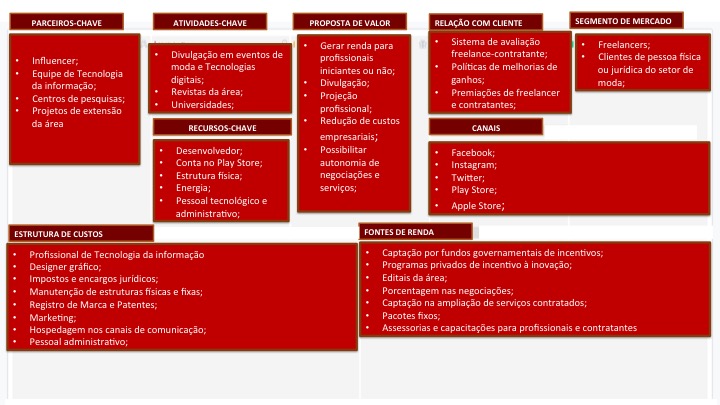 PARCEIROS-CHAVE
• Influencer;
• Equipe de Tecnologia
da informação;
• Centros de pesquisas;
• Projetos de extensão
da área
ATIVIDADES-CHAVE
• Divulgação em eventos de
moda e Tecnologias
digitais;
• Revistas da área;
• Universidades;
RECURSOS-CHAVE
• Desenvolvedor;
• Conta no Play Store;
• Estrutura física;
• Energia;
• Pessoal tecnológico e
administrativo;
PROPOSTA DE VALOR
• Gerar renda para
profissionais
iniciantes ou não;
• Divulgação;
• Projeção
profissional;
• Redução de custos
empresariais;
• Possibilitar
autonomia de
negociações e
serviços;
RELAÇÃO COM CLIENTE
• Sistema de avaliação
freelance-contratante;
• Políticas de melhorias de
ganhos;
• Premiações de freelancer
e contratantes;
CANAIS
• Facebook;
• Instagram;
• Twitter;
• Play Store;
• Apple Store;
SEGMENTO DE MERCADO
• Freelancers;
• Clientes de pessoa física
ou jurídica do setor de
moda;
ESTRUTURA DE CUSTOS
• Profissional de Tecnologia da informação
• Designer gráfico;
• Impostos e encargos jurídicos;
• Manutenção de estruturas físicas e fixas;
• Registro de Marca e Patentes;
• Marketing;
• Hospedagem nos canais de comunicação;
• Pessoal administrativo;
FONTES DE RENDA
• Captação por fundos governamentais de incentivos;
• Programas privados de incentivo à inovação;
• Editais da área;
• Porcentagem nas negociações;
• Captação na ampliação de serviços contratados;
• Pacotes fixos;
• Assessorias e capacitações para profissionais e contratantes